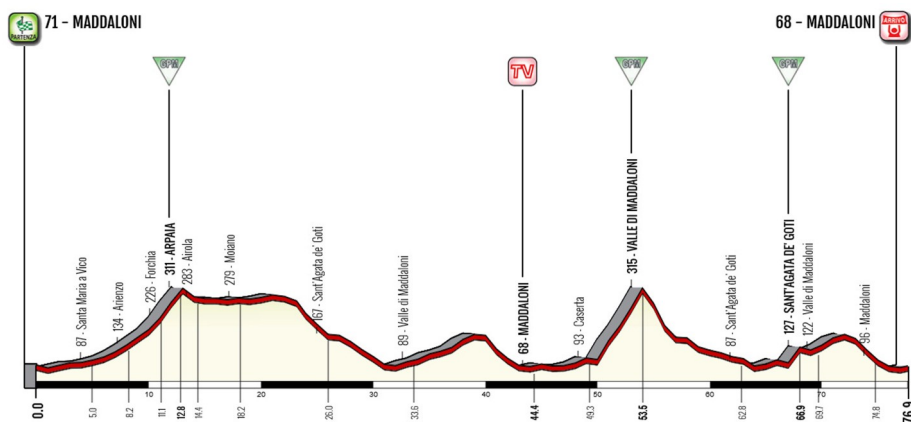 71 - MADDALONI
68 - MADDALONI
PARTENZA
ARRIVO
GPM
TV
GPM
GPM
87 - Santa Maria a Vico
134 - Arienzo
226 - Forchia
311 - ARPAIA
283 - Airola
279 - Moiano
167 - Sant'Agata de' Goti
89 - Valle di Maddaloni
68 - MADDALONI
93 - Caserta
315 - VALLE DI MADDALONI
87 - Sant'Agata de' Goti
127 - SANT'AGATA DE' GOTI
122 - Valle di Maddaloni
96 - Maddaloni
10
20
30
40
50
60
70
0.0
5.0
8.2
11.1
12.8
14.4
18.2
26.0
33.6
44.4
49.3
53.5
62.8
66.9
69.7
74.8
76.9